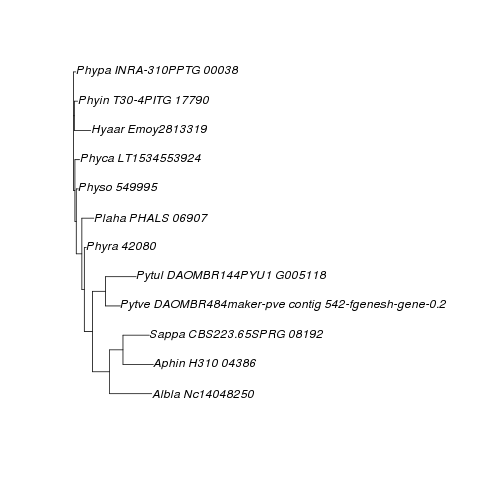 Phypa INRA-310PPTG 00038
Phyin T30-4PITG 17790
Hyaar Emoy2813319
Phyca LT1534553924
Physo 549995
Plaha PHALS 06907
Phyra 42080
Pytul DAOMBR144PYU1 G005118
Pytve DAOMBR484maker-pve contig 542-fgenesh-gene-0.2
Sappa CBS223.65SPRG 08192
Aphin H310 04386
Albla Nc14048250